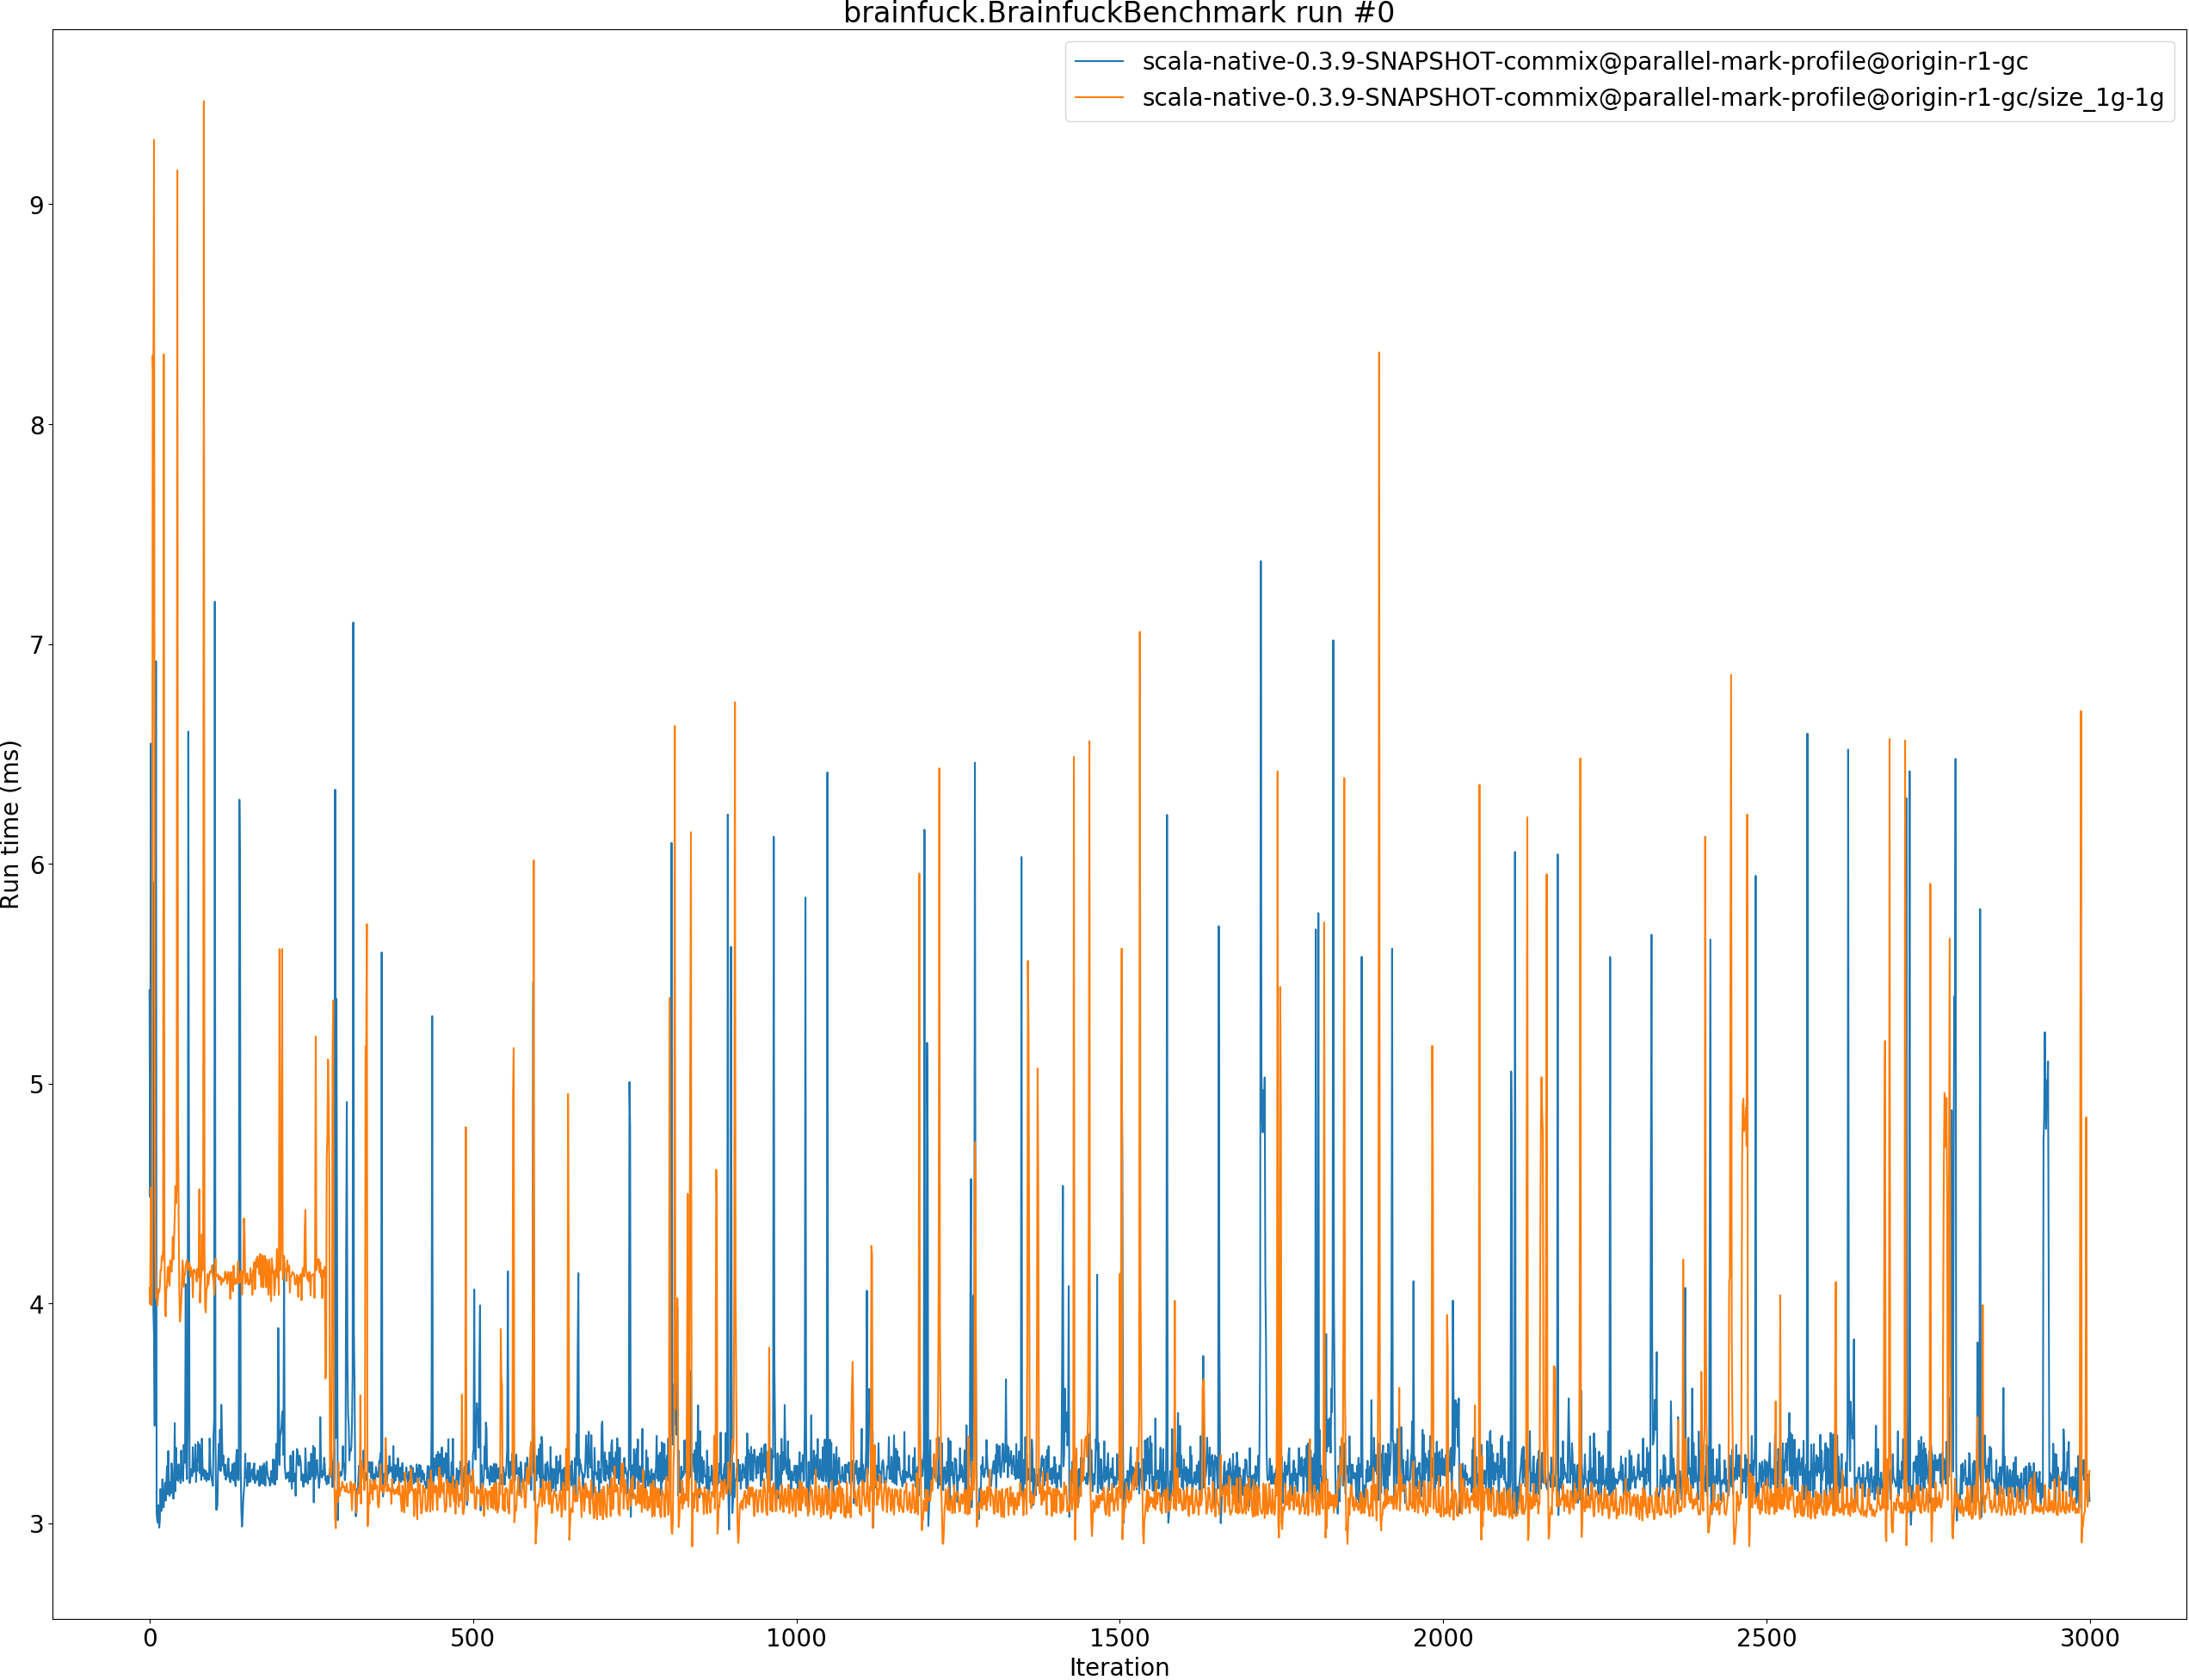 brainfuck.BrainfuckBenchmark run #0
scala-native-0.3.9-SNAPSHOT-commix@parallel-mark-profile@origin-r1-gc
scala-native-0.3.9-SNAPSHOT-commix@parallel-mark-profile@origin-r1-gc/size_1g-1g
Run time (ms)
9
8
7
6
5
4
3
0
500
1000
1500
2000
2500
3000
Iteration